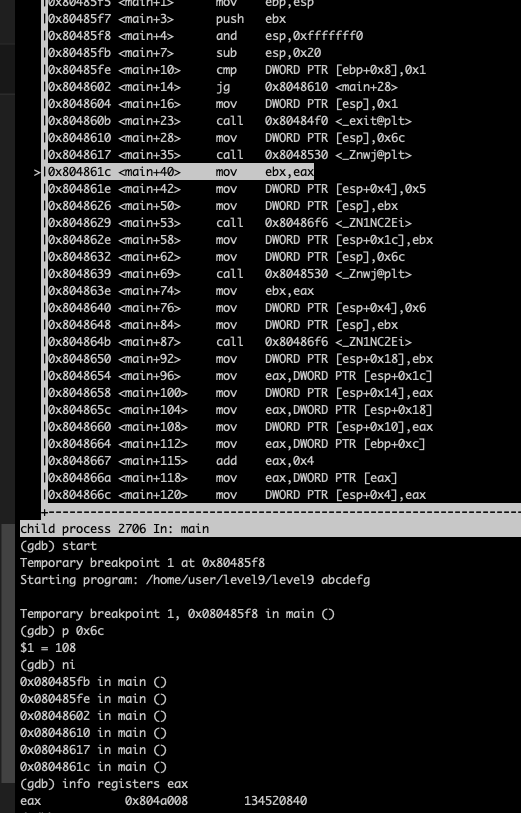 |0x80485f5 <main+1> mov ebp,esp
|0x80485f7 <main+3> push ebx
|0x80485f8 <main+4> and esp,0xfffffff0
|0x80485fb <main+7> sub esp,0x20
|0x80485fe <main+10> cmp DWORD PTR [ebp+0x8],0x1
|0x8048602 <main+14> jg 0x8048610 <main+28>
|0x8048604 <main+16> mov DWORD PTR [esp],0x1
|0x804860b <main+23> call 0x80484f0 <_exit@plt>
|0x8048610 <main+28> mov DWORD PTR [esp],0x6c
|0x8048617 <main+35> call 0x8048530 <_Znwj@plt>
>|0x804861c <main+40> mov ebx,eax
|0x804861e <main+42> mov DWORD PTR [esp+0x4],0x5
|0x8048626 <main+50> mov DWORD PTR [esp],ebx
|0x8048629 <main+53> call 0x80486f6 <_ZN1NC2Ei>
|0x804862e <main+58> mov DWORD PTR [esp+0x1c],ebx
|0x8048632 <main+62> mov DWORD PTR [esp],0x6c
|0x8048639 <main+69> call 0x8048530 <_Znwj@plt>
|0x804863e <main+74> mov ebx,eax
|0x8048640 <main+76> mov DWORD PTR [esp+0x4],0x6
|0x8048648 <main+84> mov DWORD PTR [esp],ebx
|0x804864b <main+87> call 0x80486f6 <_ZN1NC2Ei>
|0x8048650 <main+92> mov DWORD PTR [esp+0x18],ebx
|0x8048654 <main+96> mov eax,DWORD PTR [esp+0x1c]
|0x8048658 <main+100> mov DWORD PTR [esp+0x14],eax
|0x804865c <main+104> mov eax,DWORD PTR [esp+0x18]
|0x8048660 <main+108> mov DWORD PTR [esp+0x10],eax
|0x8048664 <main+112> mov eax,DWORD PTR [ebp+0xc]
|0x8048667 <main+115> add eax,0x4
|0x804866a <main+118> mov eax,DWORD PTR [eax]
|0x804866c <main+120> mov DWORD PTR [esp+0x4],eax
child process 2706 In: main
(gdb) start
Temporary breakpoint 1 at 0x80485f8
Starting program: /home/user/level9/level9 abcdefg
Temporary breakpoint 1, 0x080485f8 in main ()
(gdb) p 0x6c
$1 = 108
(gdb) ni
0x080485fb in main ()
0x080485fe in main ()
0x08048602 in main ()
0x08048610 in main ()
0x08048617 in main ()
0x0804861c in main ()
(gdb) info registers eax
eax 0x804a008 134520840